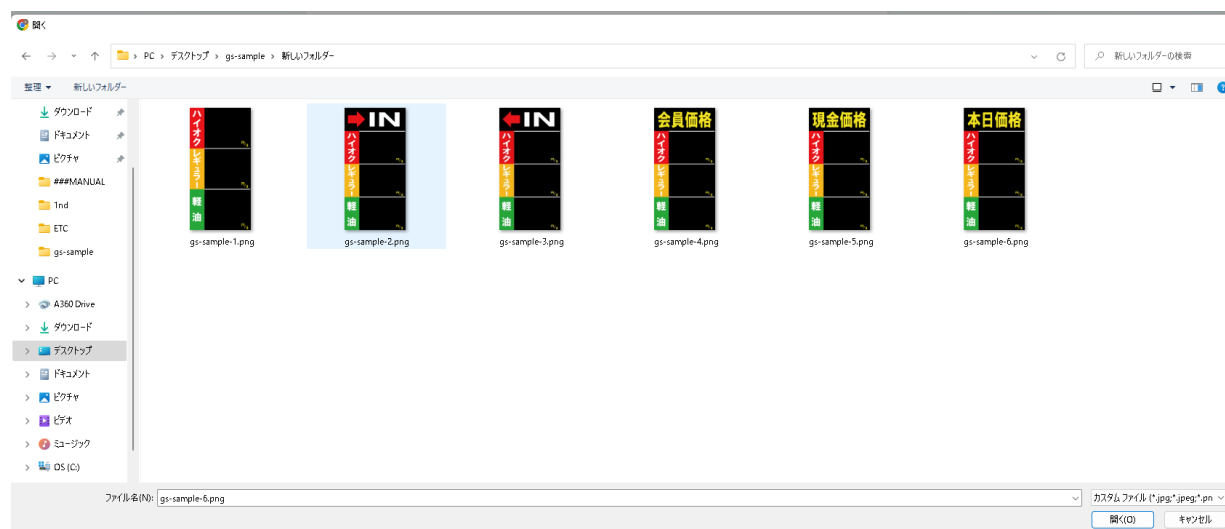 開く
PC › デスクトップ › gs-sample › 新しいフォルダー
新しいフォルダーの検索
整理 新しいフォルダー
ダウンロード
ドキュメント
ピクチャ
###MANUAL
1nd
ETC
gs-sample
PC
A360 Drive
ダウンロード
デスクトップ
ドキュメント
ピクチャ
ビデオ
ミュージック
OS (C:)
ハイオク
レギュラー
軽油
gs-sample-1.png
IN
ハイオク
レギュラー
軽油
gs-sample-2.png
IN
ハイオク
レギュラー
軽油
gs-sample-3.png
会員価格
ハイオク
レギュラー
軽油
gs-sample-4.png
現金価格
ハイオク
レギュラー
軽油
gs-sample-5.png
本日価格
ハイオク
レギュラー
軽油
gs-sample-6.png
ファイル名(N): gs-sample-6.png
カスタム ファイル (*.jpg;*.jpeg;*.pn
開く(O) キャンセル